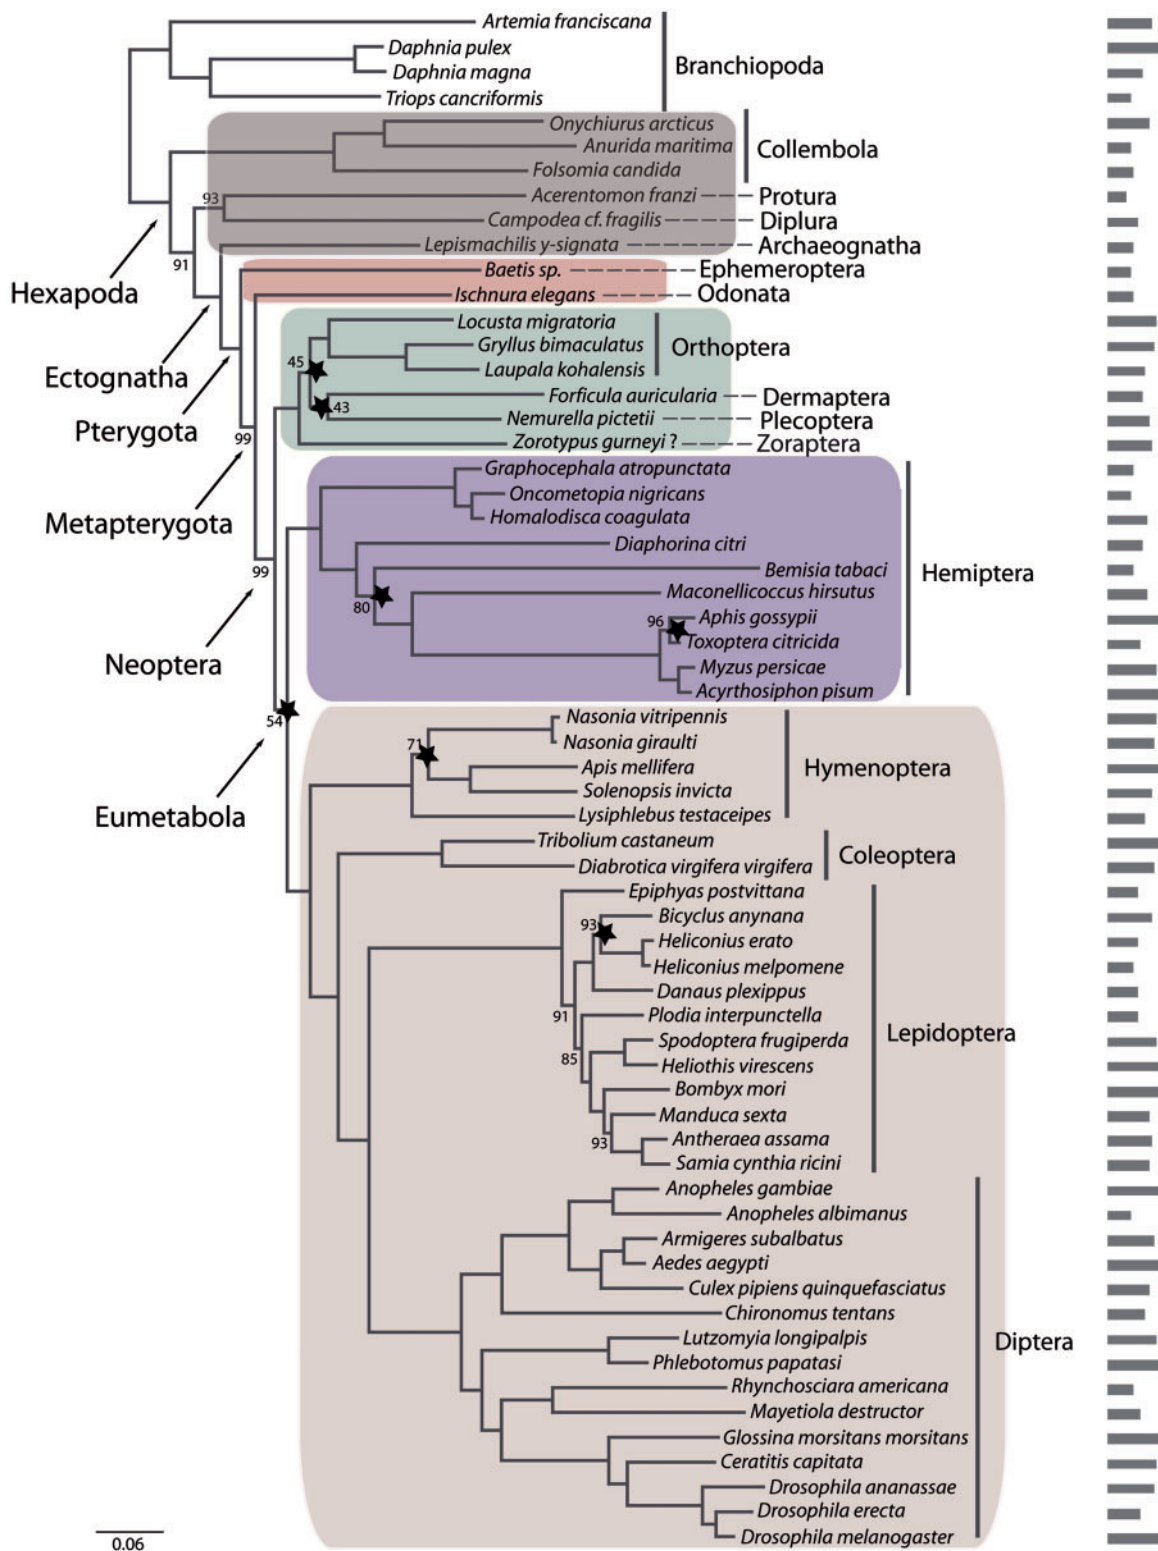 Artemia franciscana
Daphnia pulex
Daphnia magna
Triops cancriformis
Branchiopoda
Onychiurus arcticus
Anurida maritima
Folsomia candida
Collembola
93
Acerentomon franzi
Protura
Campodea cf. fragilis
Diplura
91
Lepismachilis y-signata
Archaeognatha
Baetis sp.
Ephemeroptera
Ischnura elegans
Odonata
Hexapoda
Ectognatha
Pterygota
Metapterygota
Neoptera
Eumetabola
99
99
54
Locusta migratoria
Gryllus bimaculatus
Laupala kohalensis
Orthoptera
45
43
Forficula auricularia
Dermaptera
Nemurella pictetii
Plecoptera
Zorotypus gurneyi ?
Zoraptera
Graphocephala atropunctata
Oncometopia nigricans
Homalodisca coagulata
Diaphorina citri
Bemisia tabaci
80
Maconellicoccus hirsutus
96
Aphis gossypii
Toxoptera citricida
Myzus persicae
Acyrthosiphon pisum
Hemiptera
Nasonia vitripennis
Nasonia giraulti
71
Apis mellifera
Solenopsis invicta
Lysiphlebus testaceipes
Hymenoptera
Tribolium castaneum
Diabrotica virgifera virgifera
Coleoptera
Epiphyas postvittana
93
Bicyclus anynana
Heliconius erato
Heliconius melpomene
Danaus plexippus
91
Plodia interpunctella
85
Spodoptera frugiperda
Heliothis virescens
Bombyx mori
Manduca sexta
93
Antheraea assama
Samia cynthia ricini
Lepidoptera
Anopheles gambiae
Anopheles albimanus
Armigeres subalbatus
Aedes aegypti
Culex pipiens quinquefasciatus
Chironomus tentans
Lutzomyia longipalpis
Phlebotomus papatasi
Rhynchosciara americana
Mayetiola destructor
Glossina morsitans morsitans
Ceratitis capitata
Drosophila ananassae
Drosophila erecta
Drosophila melanogaster
Diptera
0.06